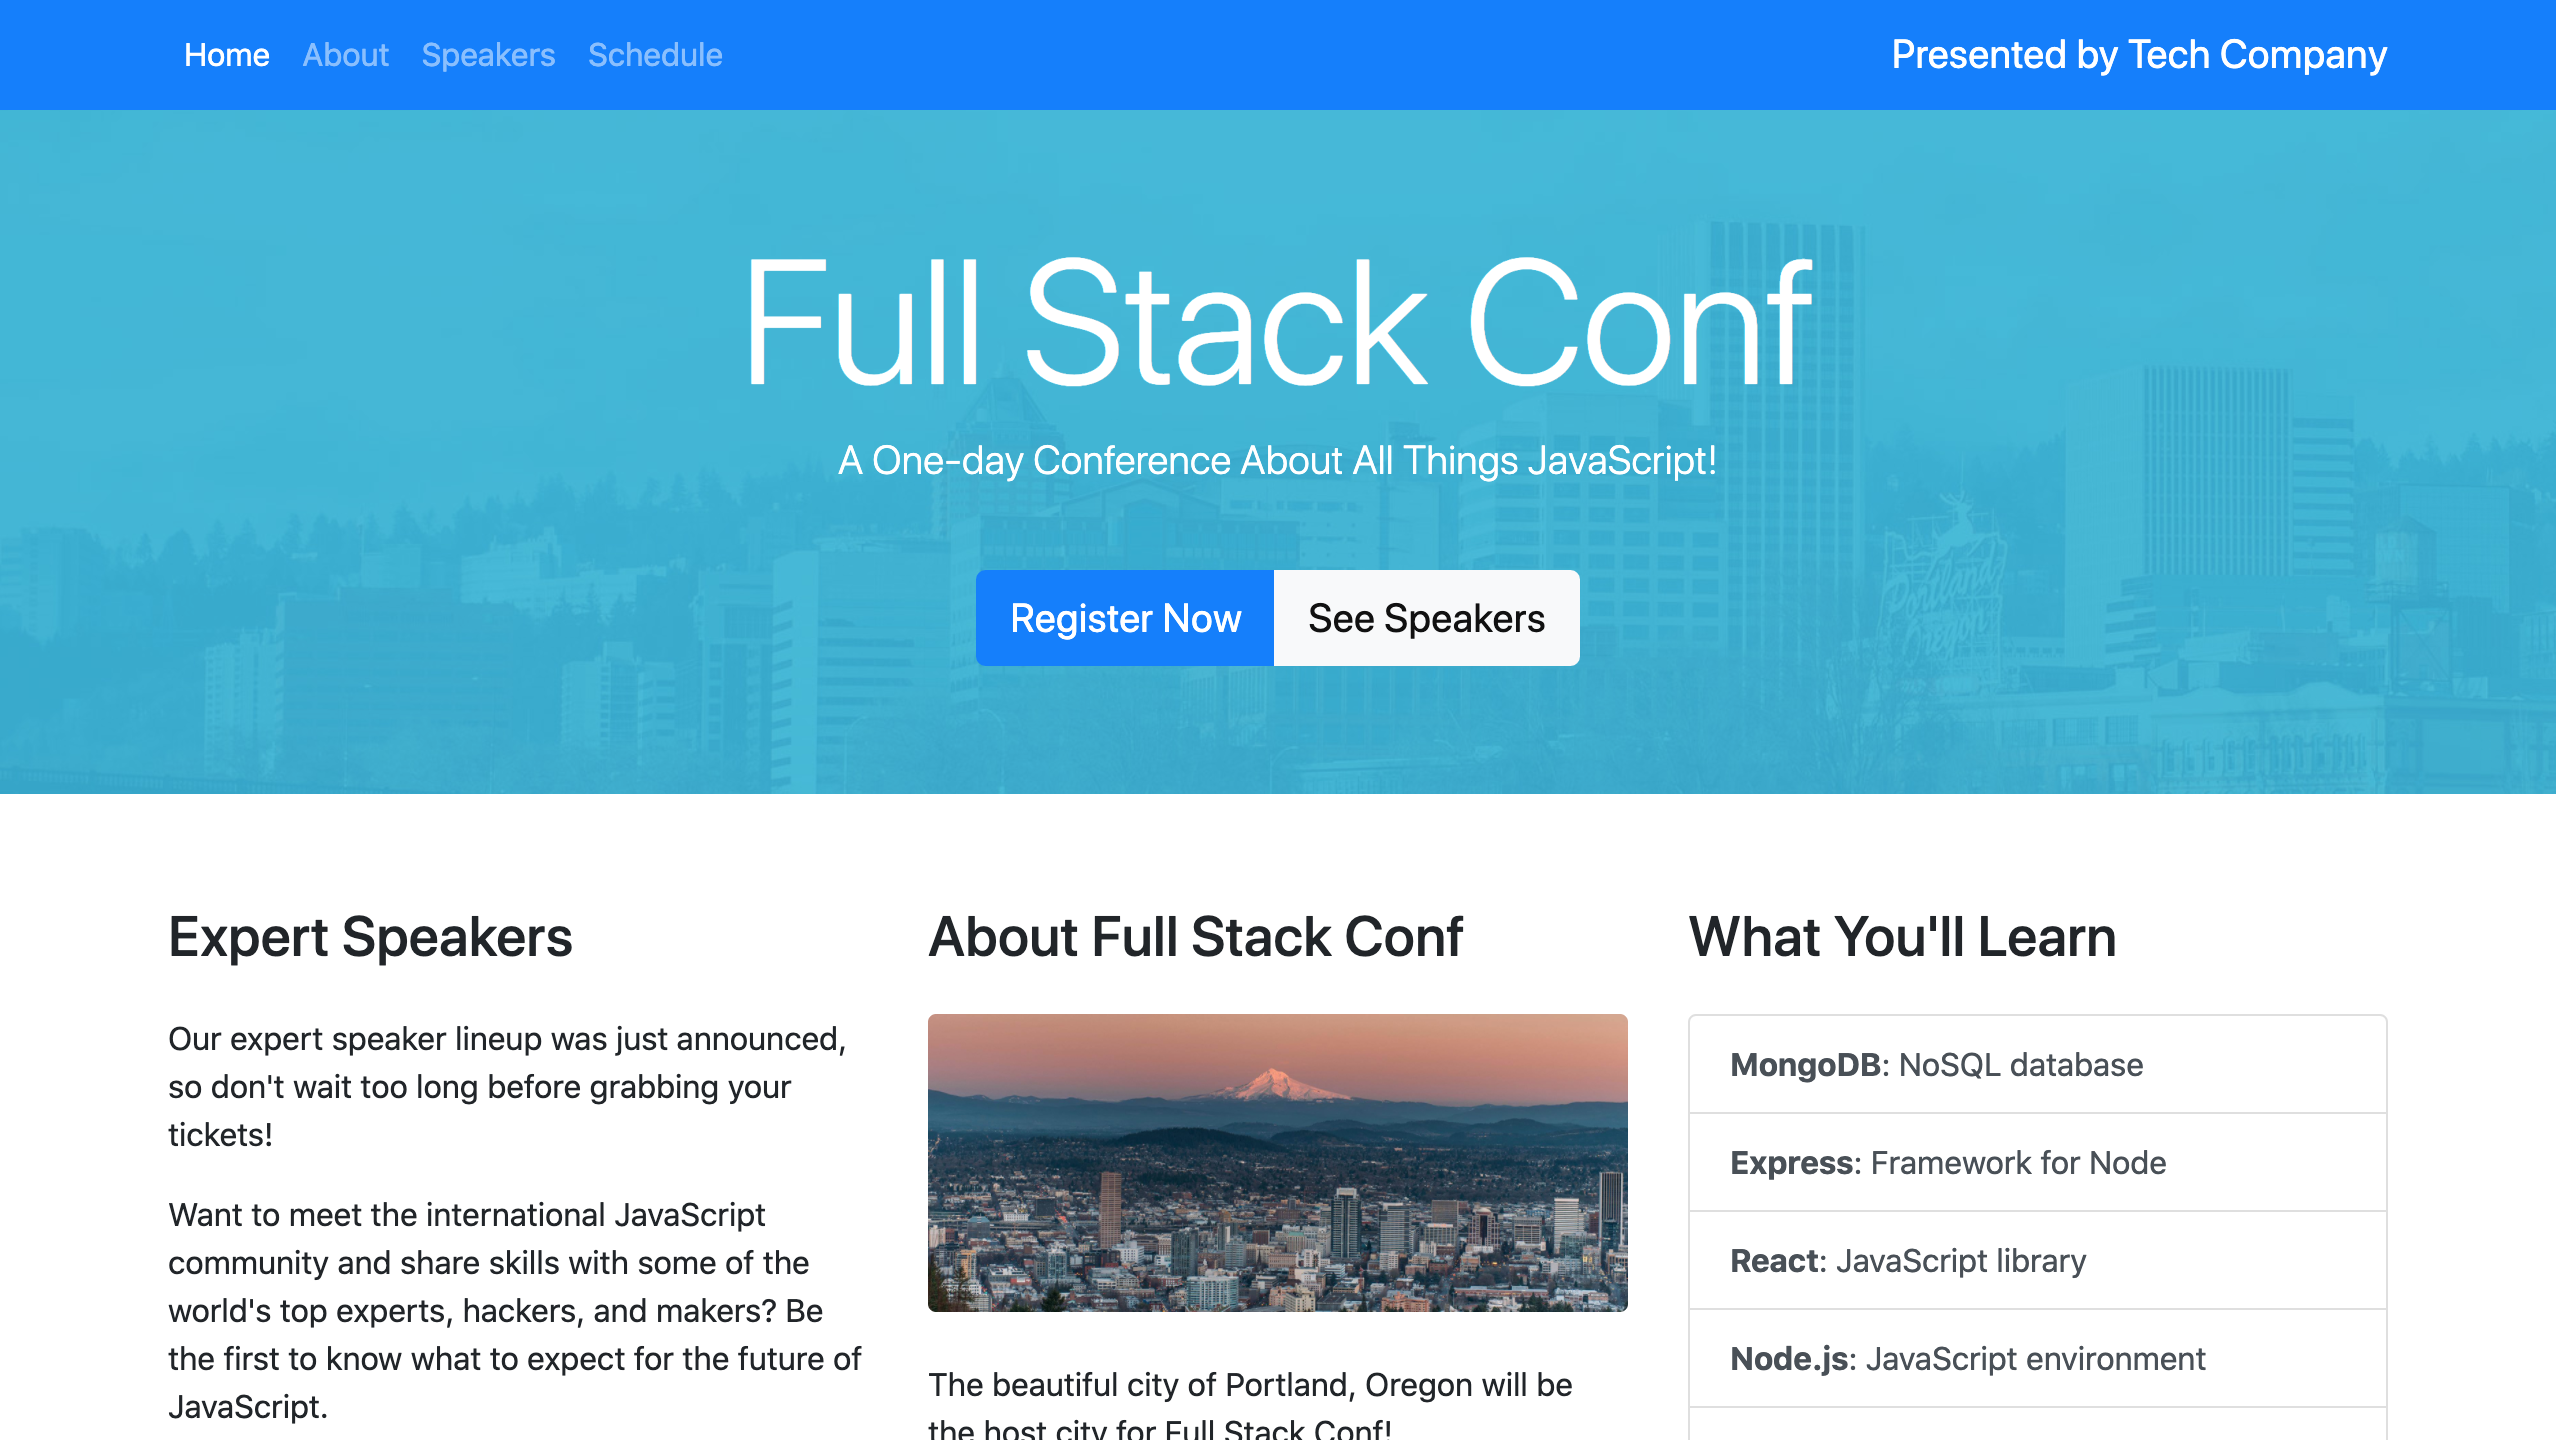 Home About Speakers Schedule
Presented by Tech Company
Full Stack Conf
A One-day Conference About All Things JavaScript!
Register Now
See Speakers
Portland
Oregon
Expert Speakers
Our expert speaker lineup was just announced,
so don't wait too long before grabbing your
tickets!
Want to meet the international JavaScript
community and share skills with some of the
world's top experts, hackers, and makers? Be
the first to know what to expect for the future of
JavaScript.
About Full Stack Conf
The beautiful city of Portland, Oregon will be
the host city for Full Stack Conf!
What You'll Learn
MongoDB: NoSQL database
Express: Framework for Node
React: JavaScript library
Node.js: JavaScript environment